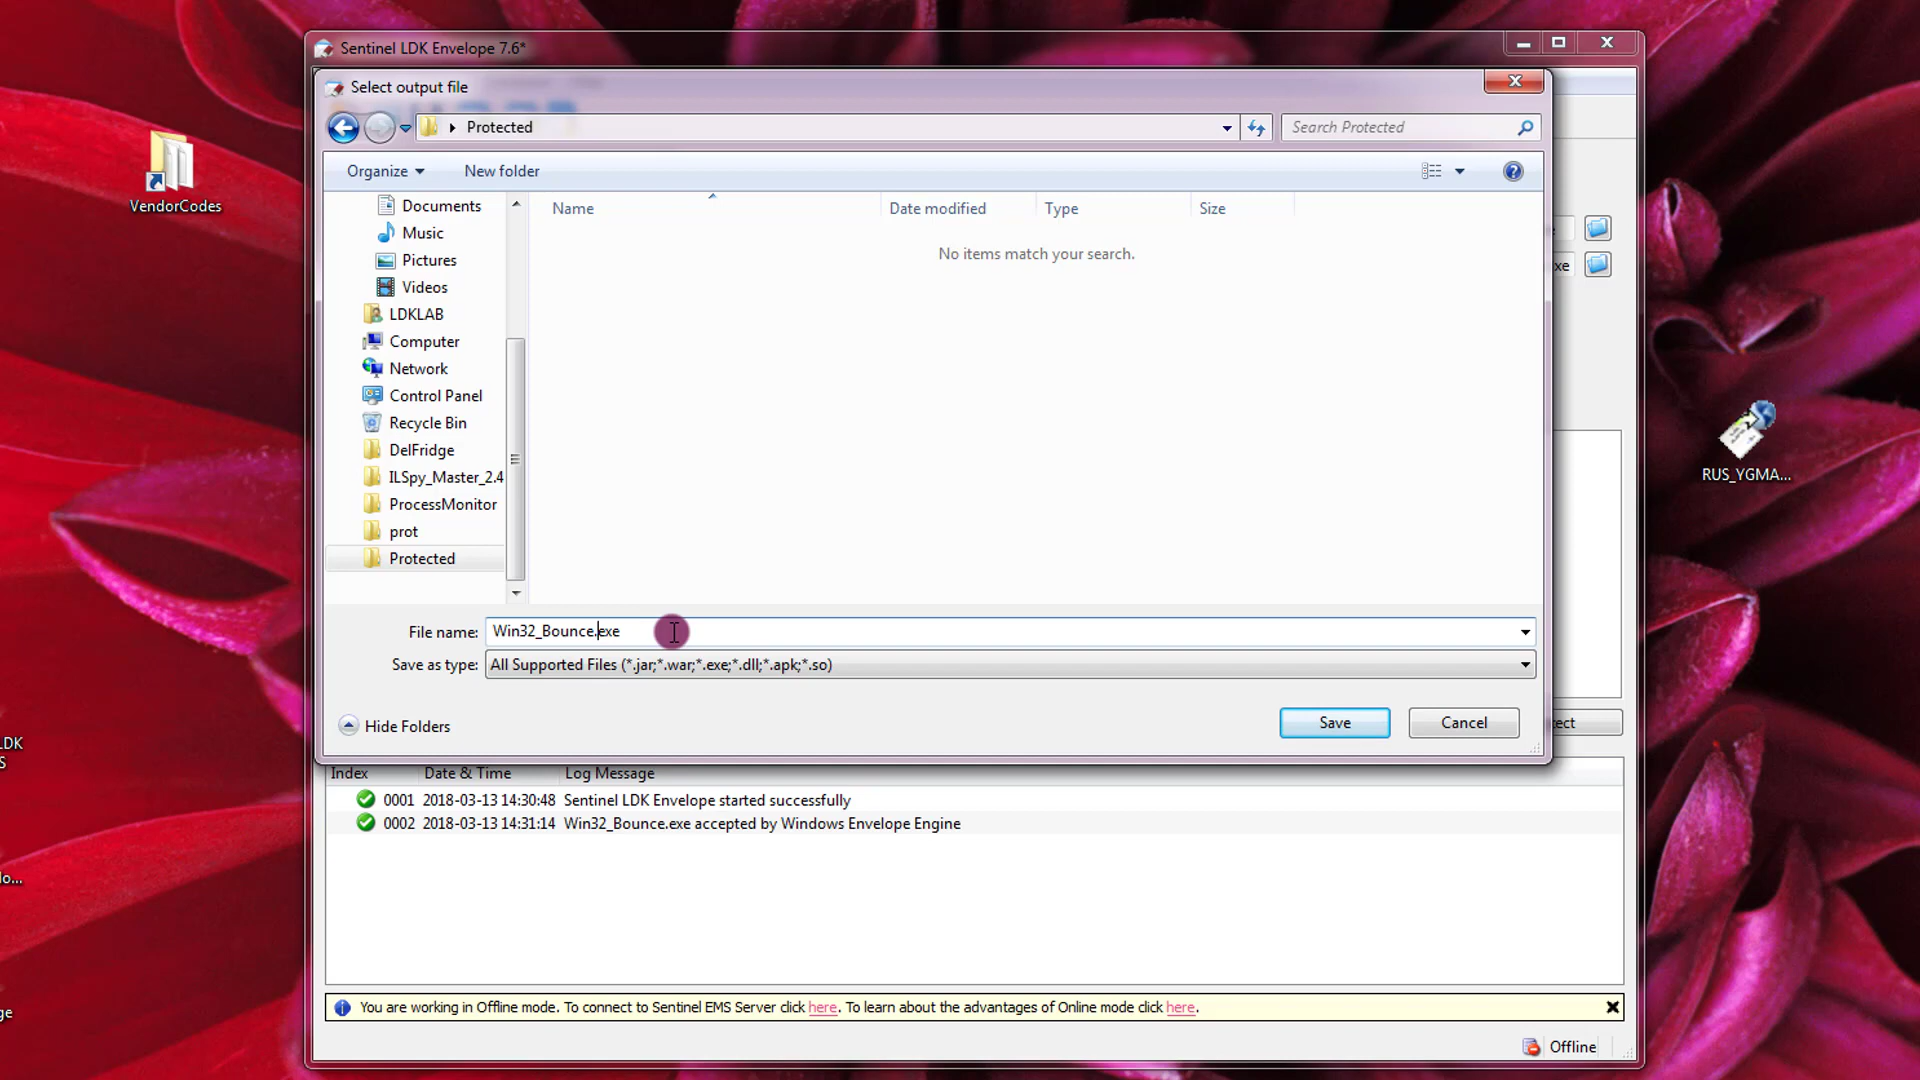 Sentinel LDK Envelope 7.6*
Select output file
Protected
Search Protected
Organize
New folder
VendorCodes
Documents
Music
Pictures
Videos
LDKLAB
Computer
Network
Control Panel
Recycle Bin
DelFridge
ILSpy_Master_2.4
ProcessMonitor
prot
Protected
Name
Date modified
Type
Size
No items match your search.
xe
RUS_YGMA...
File name:
Win32_Bounce.exe
Save as type:
All Supported Files (*.jar;*.war;*.exe;*.dll;*.apk;*.so)
Hide Folders
Save
Cancel
ect
LDK
S
Index
Date & Time
Log Message
0001 2018-03-13 14:30:48 Sentinel LDK Envelope started successfully
0002 2018-03-13 14:31:14 Win32_Bounce.exe accepted by Windows Envelope Engine
lo...
ge
You are working in Offline mode. To connect to Sentinel EMS Server click here. To learn about the advantages of Online mode click here.
Offline